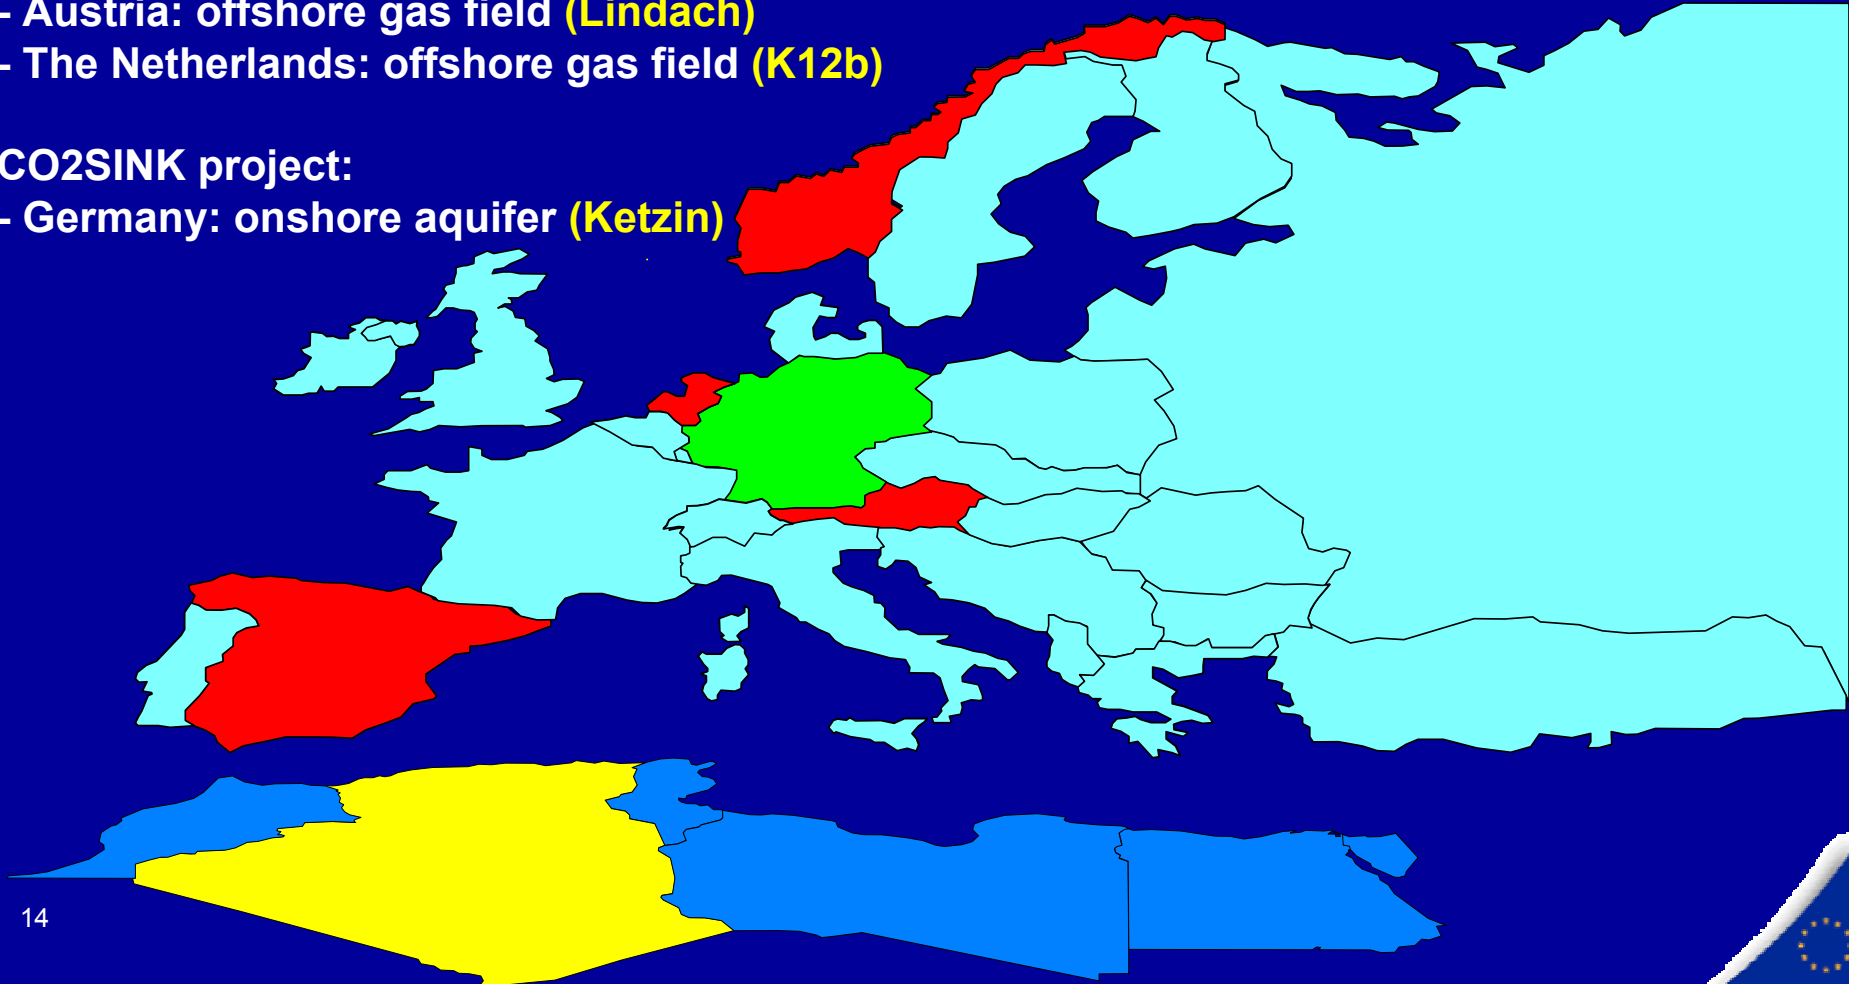 - Austria: offshore gas field (Lindach)
- The Netherlands: offshore gas field (K12b)
CO2SINK project:
- Germany: onshore aquifer (Ketzin)
14